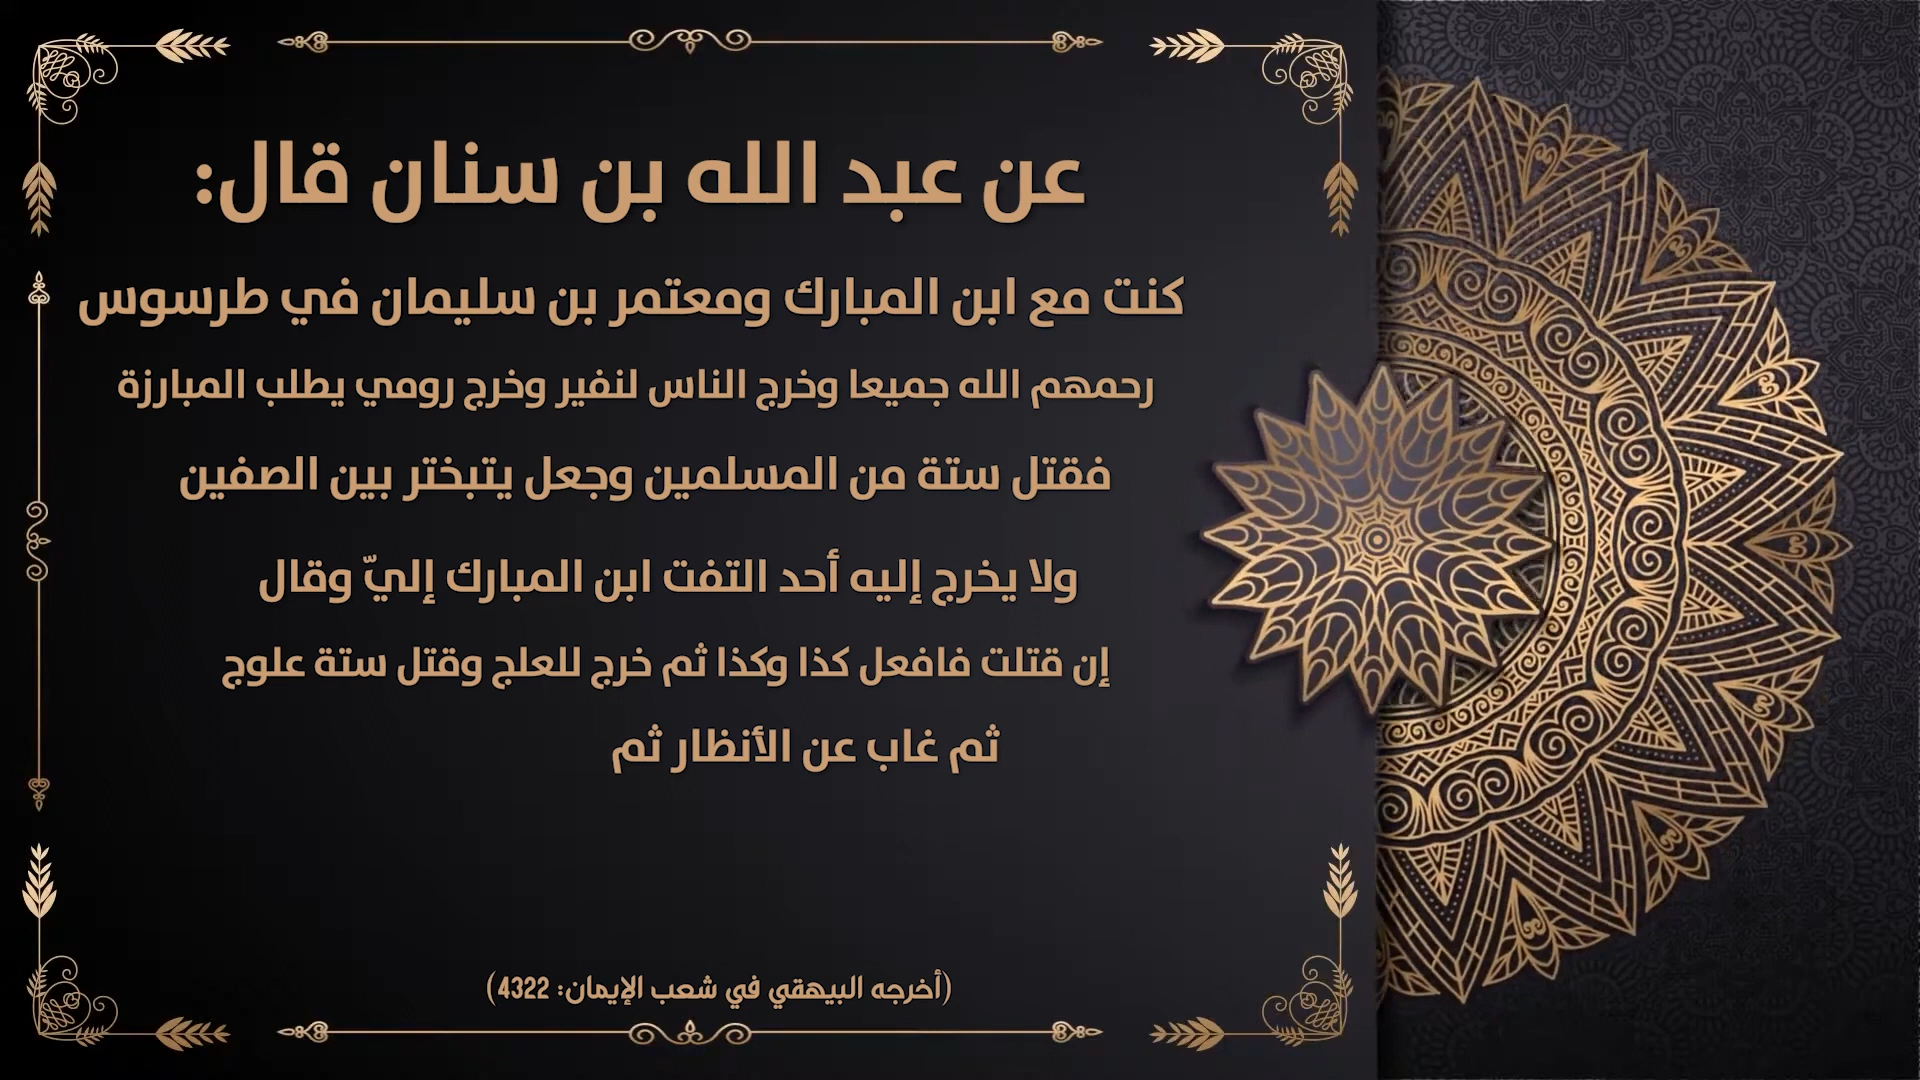 عن عبد الله بن سنان قال:
كنت مع ابن المبارك ومعتمر بن سليمان في طرسوس
رحمهم الله جميعا وخرج الناس لنفير وخرج رومي يطلب المبارزة
فقتل ستة من المسلمين وجعل يتبختر بين الصفين
ولا يخرج إليه أحد التفت ابن المبارك إليّ وقال
إن قتلت فافعل كذا وكذا ثم خرج للعلج وقتل ستة علوج
ثم غاب عن الأنظار ثم
(أخرجه البيهقي في شعب الإيمان: 4322)